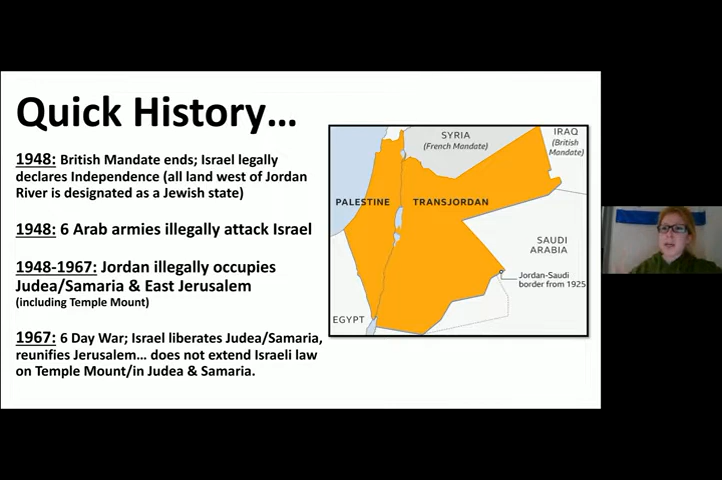 Quick History...
1948: British Mandate ends; Israel legally
declares Independence (all land west of Jordan
River is designated as a Jewish state)
1948: 6 Arab armies illegally attack Israel
1948-1967: Jordan illegally occupies
Judea/Samaria & East Jerusalem
(including Temple Mount)
1967: 6 Day War; Israel liberates Judea/Samaria,
reunifies Jerusalem... does not extend Israeli law
on Temple Mount/in Judea & Samaria.
SYRIA
(French Mandate)
IRAQ
(British
Mandate)
PALESTINE
TRANSJORDAN
SAUDI
ARABIA
Jordan-Saudi
border from 1925
EGYPT